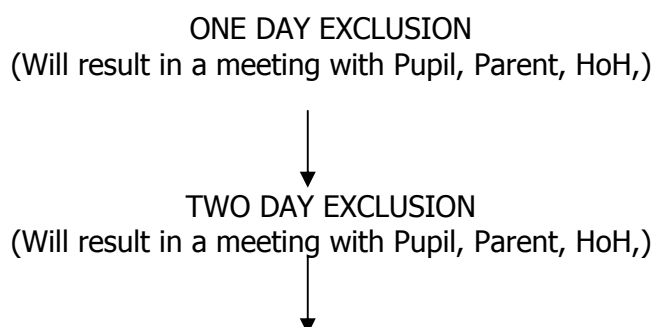 ONE DAY EXCLUSION
(Will result in a meeting with Pupil, Parent, HoH,)
TWO DAY EXCLUSION
(Will result in a meeting with Pupil, Parent, HoH,)